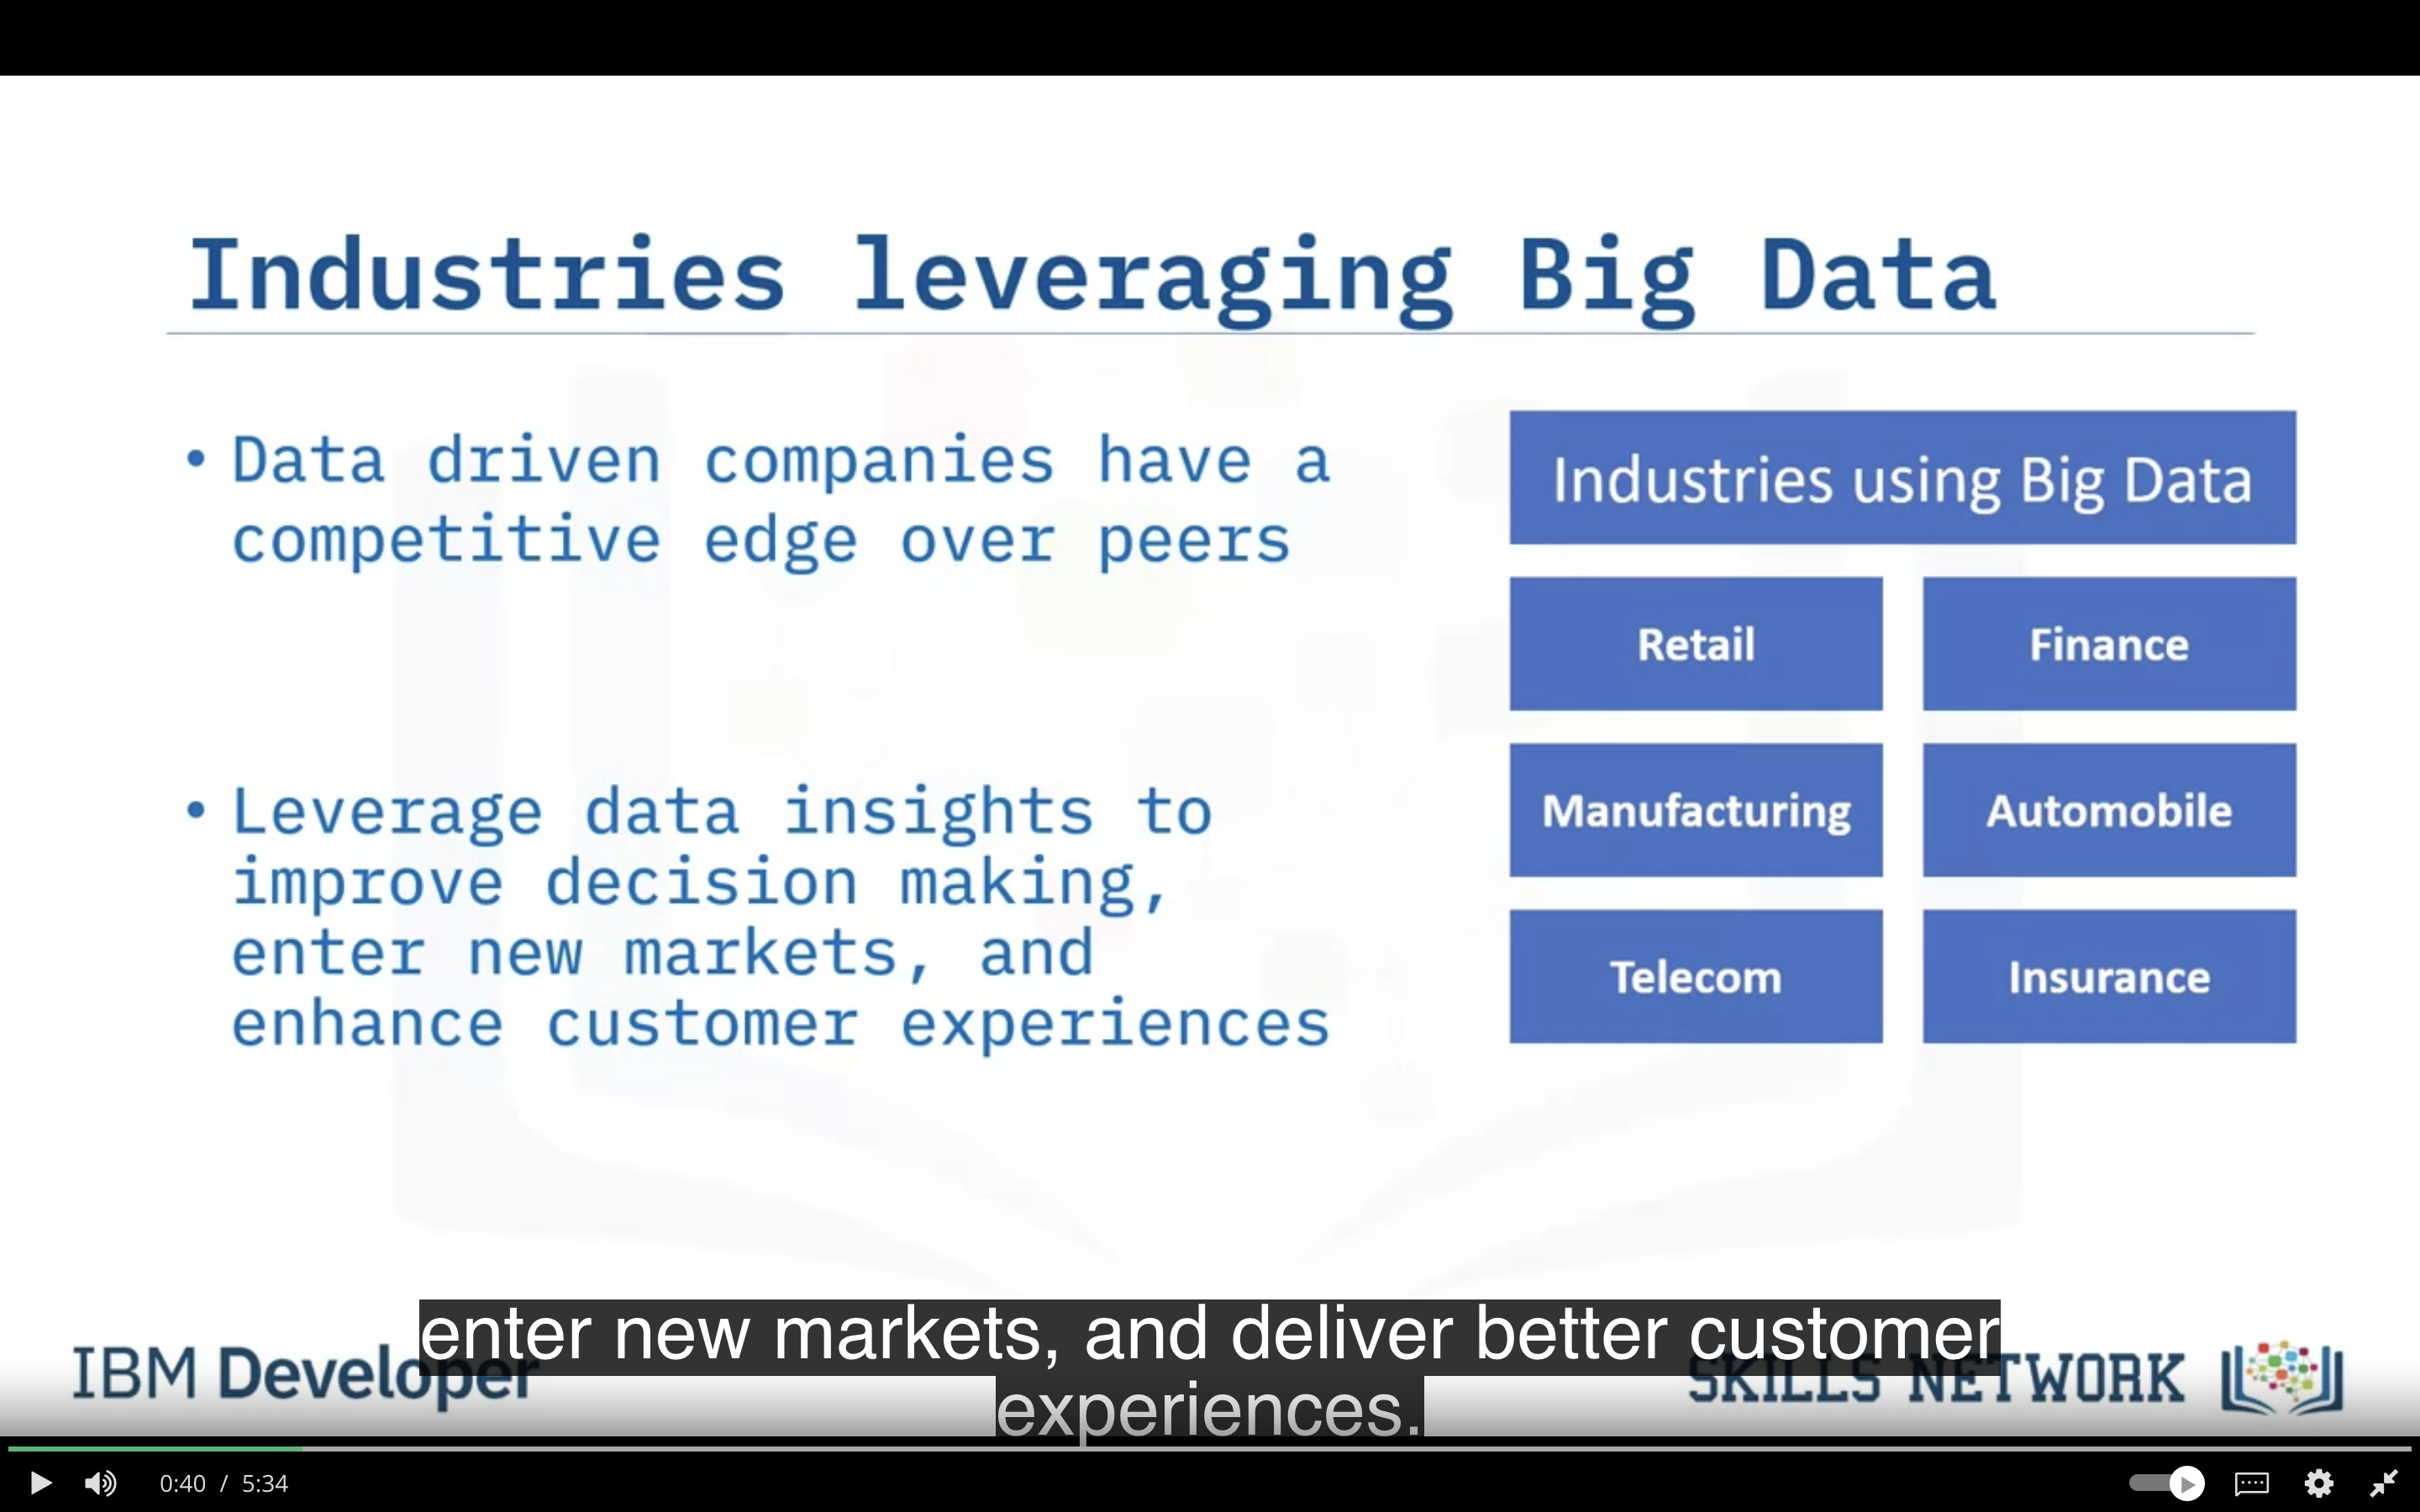 Industries leveraging Big Data
• Data driven companies have a
competitive edge over peers
• Leverage data insights to
improve decision making,
enter new markets, and
enhance customer experiences
Industries using Big Data
Retail
Finance
Manufacturing
Automobile
Telecom
Insurance
enter new markets, and deliver better customer
experiences.
IBM Developer
SKILLS NETWORK
0:40 / 5:34